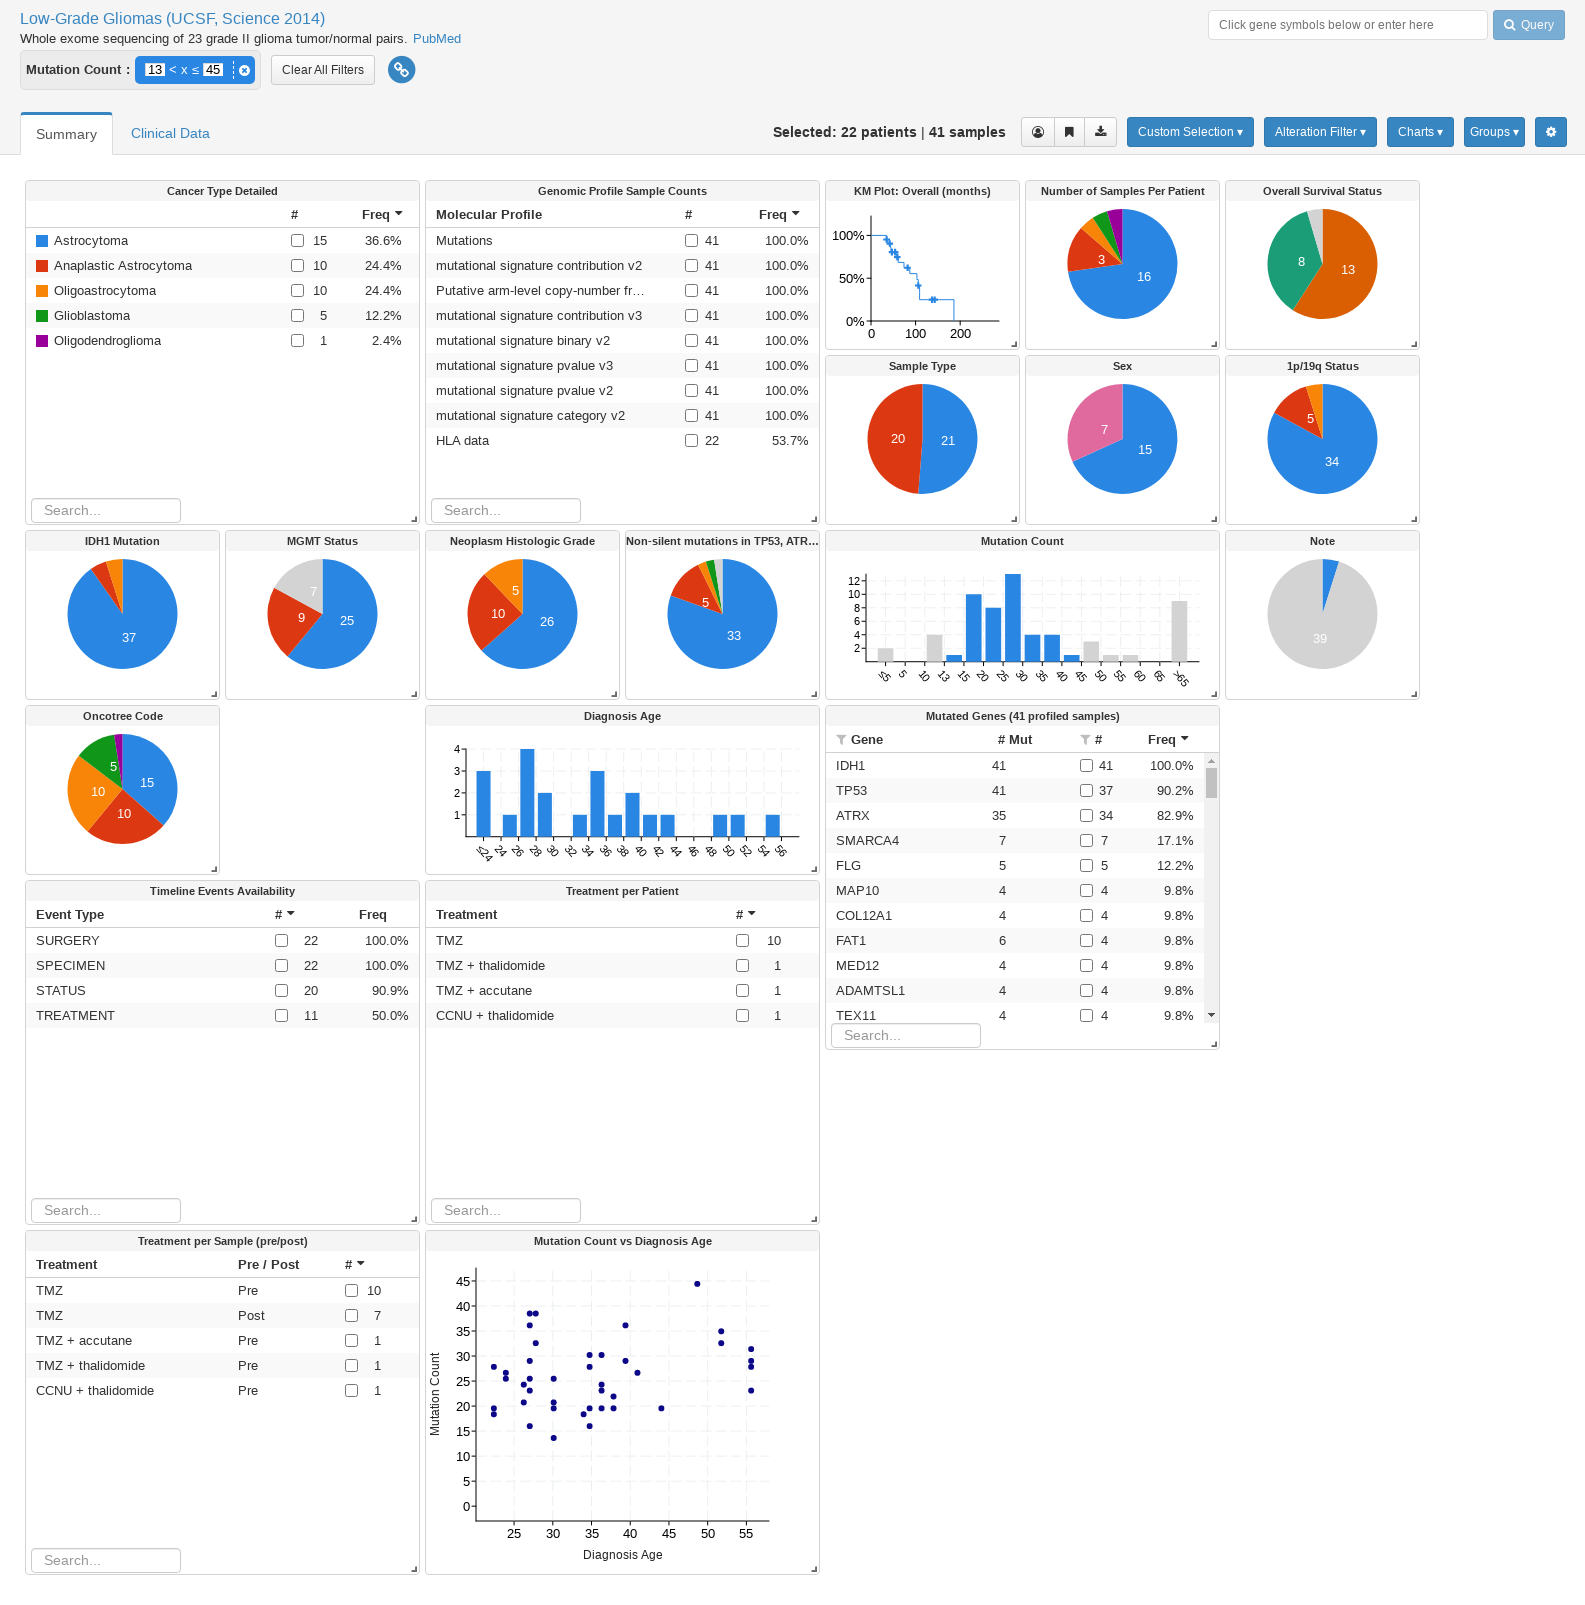 Low-Grade Gliomas (UCSF, Science 2014)
Click gene symbols below or enter here
Query
Whole exome sequencing of 23 grade II glioma tumor/normal pairs. PubMed
Mutation Count : 13 < x ≤ 45
Clear All Filters
Summary
Clinical Data
Selected: 22 patients | 41 samples
Custom Selection ▾
Alteration Filter ▾
Charts ▾
Groups ▾
Cancer Type Detailed
# Freq
Astrocytoma 15 36.6%
Anaplastic Astrocytoma 10 24.4%
Oligoastrocytoma 10 24.4%
Glioblastoma 5 12.2%
Oligodendroglioma 1 2.4%
Search...
Genomic Profile Sample Counts
Molecular Profile # Freq
Mutations 41 100.0%
mutational signature contribution v2 41 100.0%
Putative arm-level copy-number fr... 41 100.0%
mutational signature contribution v3 41 100.0%
mutational signature binary v2 41 100.0%
mutational signature pvalue v3 41 100.0%
mutational signature pvalue v2 41 100.0%
mutational signature category v2 41 100.0%
HLA data 22 53.7%
Search...
KM Plot: Overall (months)
100%
50%
0%
0 100 200
Number of Samples Per Patient
3
16
Overall Survival Status
8
13
Sample Type
20
21
Sex
7
15
1p/19q Status
5
34
IDH1 Mutation
37
MGMT Status
7
9
25
Neoplasm Histologic Grade
5
10
26
Non-silent mutations in TP53, ATR...
5
33
Mutation Count
12
10
8
6
4
2
≤5 5 10 13 15 20 25 30 35 40 45 50 55 60 65 >65
Note
39
Oncotree Code
5
15
10
10
Diagnosis Age
4
3
2
1
≤24 24 26 28 30 32 34 36 38 40 42 44 46 48 50 52 54 56
Mutated Genes (41 profiled samples)
Gene # Mut # Freq
IDH1 41 41 100.0%
TP53 41 37 90.2%
ATRX 35 34 82.9%
SMARCA4 7 7 17.1%
FLG 5 5 12.2%
MAP10 4 4 9.8%
COL12A1 4 4 9.8%
FAT1 6 4 9.8%
MED12 4 4 9.8%
ADAMTSL1 4 4 9.8%
TEX11 4 4 9.8%
Search...
Timeline Events Availability
Event Type # Freq
SURGERY 22 100.0%
SPECIMEN 22 100.0%
STATUS 20 90.9%
TREATMENT 11 50.0%
Search...
Treatment per Patient
Treatment #
TMZ 10
TMZ + thalidomide 1
TMZ + accutane 1
CCNU + thalidomide 1
Search...
Treatment per Sample (pre/post)
Treatment Pre / Post #
TMZ Pre 10
TMZ Post 7
TMZ + accutane Pre 1
TMZ + thalidomide Pre 1
CCNU + thalidomide Pre 1
Search...
Mutation Count vs Diagnosis Age
Mutation Count
45
40
35
30
25
20
15
10
5
0
25 30 35 40 45 50 55
Diagnosis Age